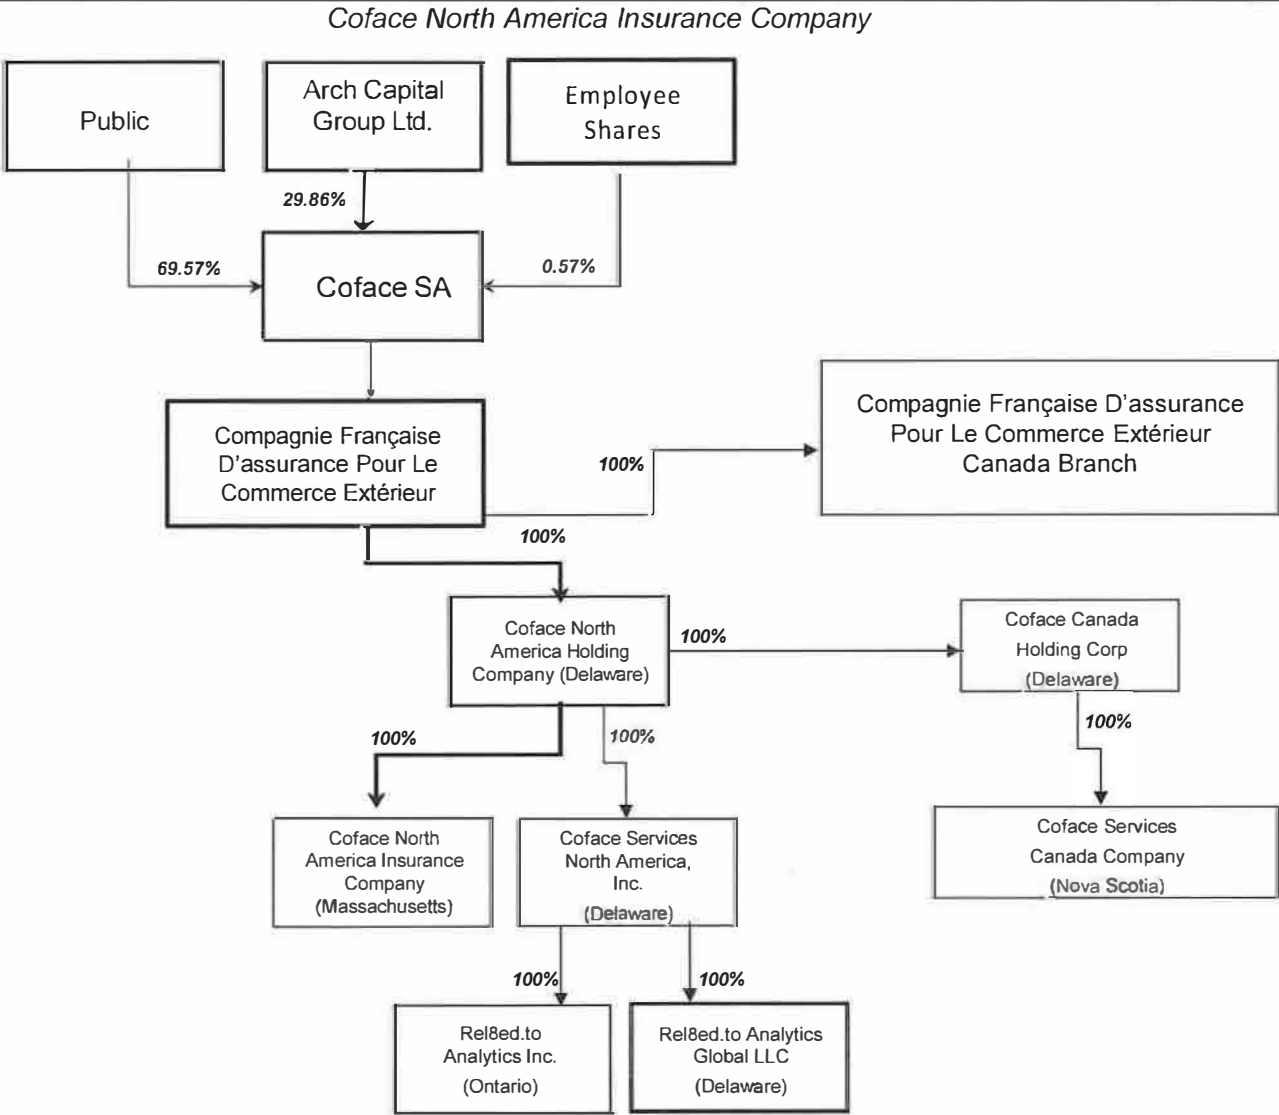 Coface North America Insurance Company
Public
Arch Capital
Group Ltd.
Employee
Shares
29.86%
69.57%
0.57%
Coface SA
Compagnie Française
D'assurance Pour Le
Commerce Extérieur
100%
Compagnie Française D'assurance
Pour Le Commerce Extérieur
Canada Branch
100%
Coface North
America Holding
Company (Delaware)
100%
Coface Canada
Holding Corp
(Delaware)
100%
100%
100%
Coface North
America Insurance
Company
(Massachusetts)
Coface Services
North America,
Inc.
(Delaware)
Coface Services
Canada Company
(Nova Scotia)
100%
100%
Rel8ed.to
Analytics Inc.
(Ontario)
Rel8ed.to Analytics
Global LLC
(Delaware)